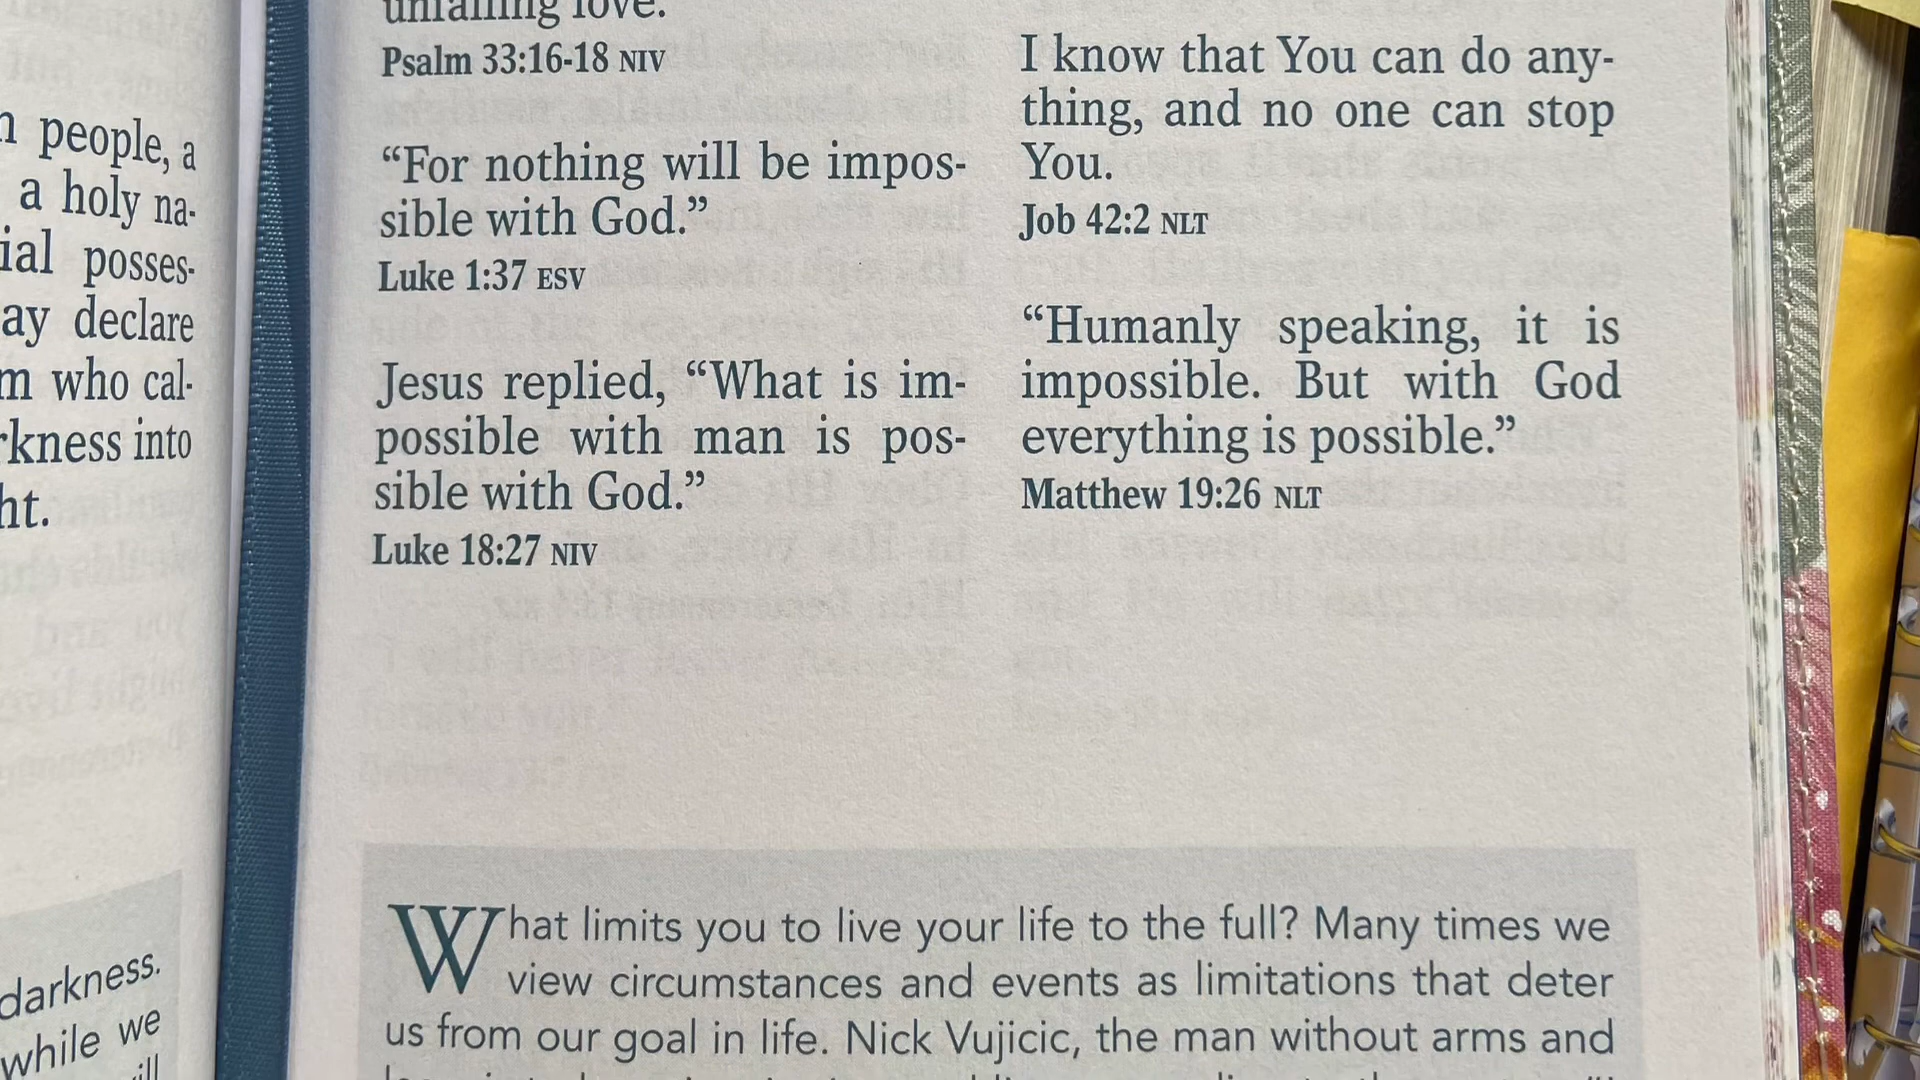 n people, a
a holy na-
ial posses-
ay declare
m who cal-
rkness into
ht.
darkness.
while we
unfailing love.
Psalm 33:16-18 NIV
“For nothing will be impos-
sible with God.”
Luke 1:37 ESV
Jesus replied, “What is im-
possible with man is pos-
sible with God.”
Luke 18:27 NIV
I know that You can do any-
thing, and no one can stop
You.
Job 42:2 NLT
“Humanly speaking, it is
impossible. But with God
everything is possible.”
Matthew 19:26 NLT
What limits you to live your life to the full? Many times we
view circumstances and events as limitations that deter
us from our goal in life. Nick Vujicic, the man without arms and